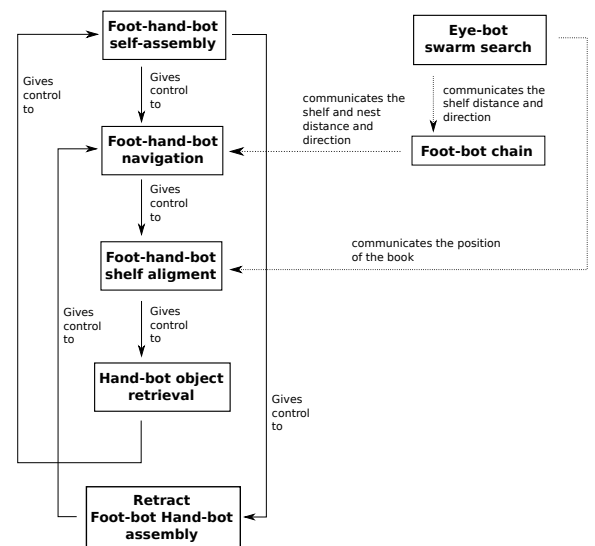 Foot-hand-bot
self-assembly
Eye-bot
swarm search
Gives
control
to
Gives
control
to
communicates the
shelf and nest
distance and
direction
communicates the
shelf distance and
direction
Foot-hand-bot
navigation
Foot-bot chain
Gives
control
to
communicates the position
of the book
Foot-hand-bot
shelf aligment
Gives
control
to
Gives
control
to
Hand-bot object
retrieval
Gives
control
to
Retract
Foot-bot Hand-bot
assembly